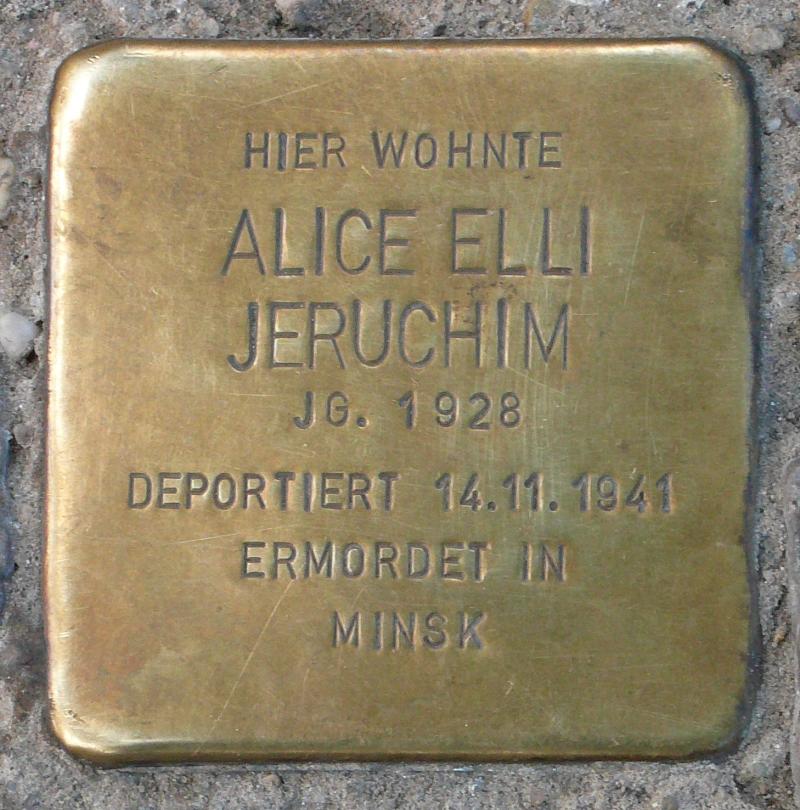 HIER WOHNTE
ALICE ELLI
JERUCHIM
JG. 1928
DEPORTIERT 14.11.1941
ERMORDET IN
MINSK